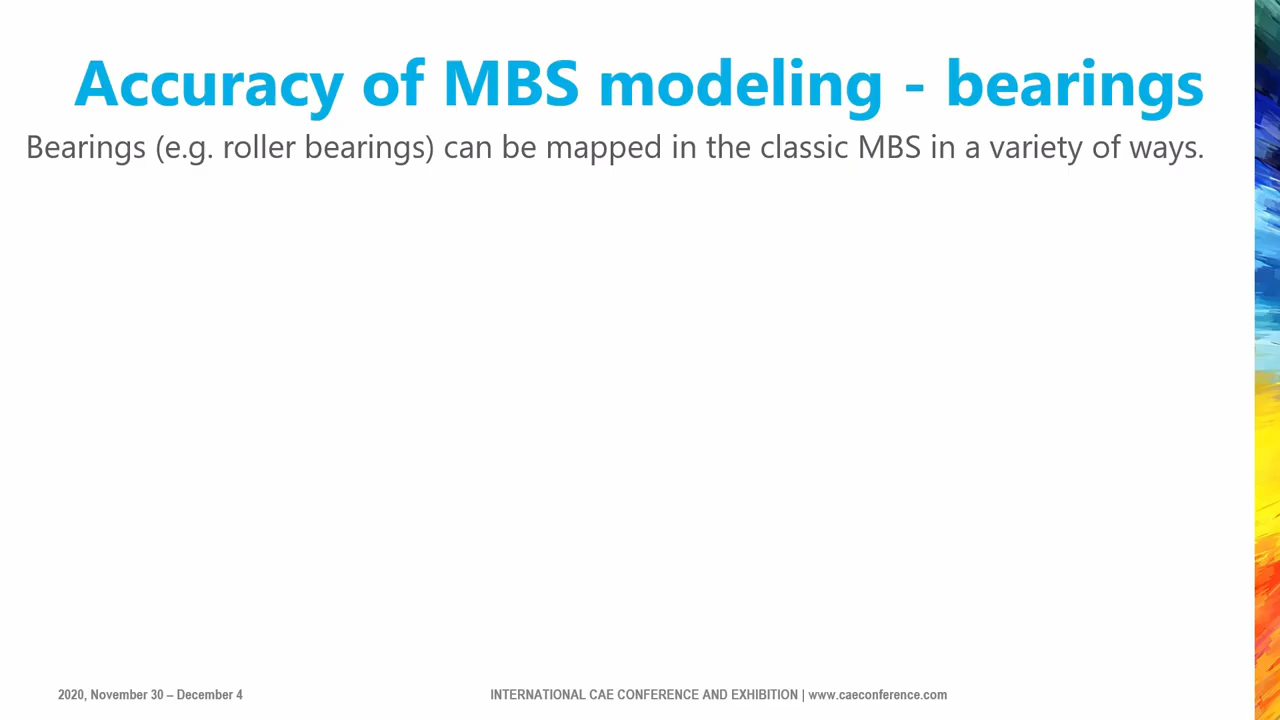 Accuracy of MBS modeling - bearings
Bearings (e.g. roller bearings) can be mapped in the classic MBS in a variety of ways.
2020, November 30 – December 4
INTERNATIONAL CAE CONFERENCE AND EXHIBITION | www.caeconference.com